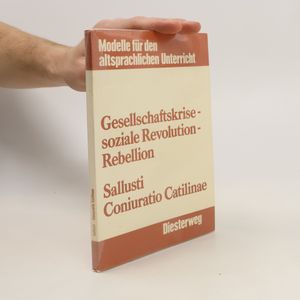 Modelle für den
altsprachlichen Unterricht
Gesellschaftskrise -
soziale Revolution -
Rebellion
Sallusti
Coniuratio Catilinae
Diesterweg